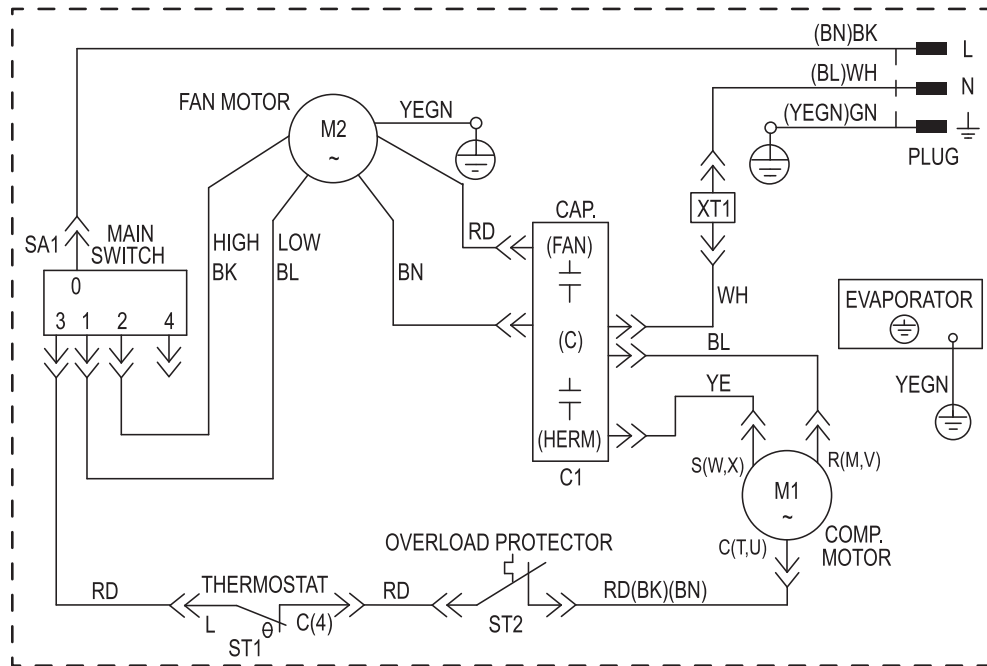 (BN)BK
L
(BL)WH
N
(YEGN)GN
PLUG
FAN MOTOR
M2
~
YEGN
XT1
WH
SA1
MAIN
SWITCH
0
3 1 2 4
HIGH
BK
LOW
BL
BN
RD
CAP.
(FAN)
(C)
(HERM)
C1
BL
YE
EVAPORATOR
YEGN
S(W,X)
R(M,V)
M1
~
C(T,U)
COMP.
MOTOR
OVERLOAD PROTECTOR
RD
THERMOSTAT
L
θ
C(4)
ST1
RD
ST2
RD(BK)(BN)